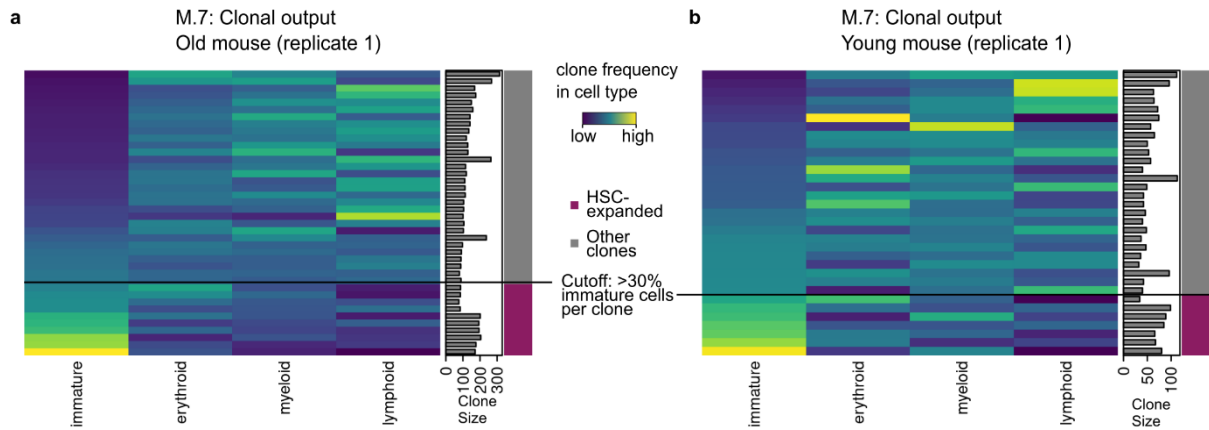 a
M.7: Clonal output
Old mouse (replicate 1)
clone frequency
in cell type
low high
HSC-
expanded
Other
clones
Cutoff: >30%
immature cells
per clone
immature
erythroid
myeloid
lymphoid
0
100
200
300
Clone
Size
b
M.7: Clonal output
Young mouse (replicate 1)
immature
erythroid
myeloid
lymphoid
0
50
100
Clone
Size